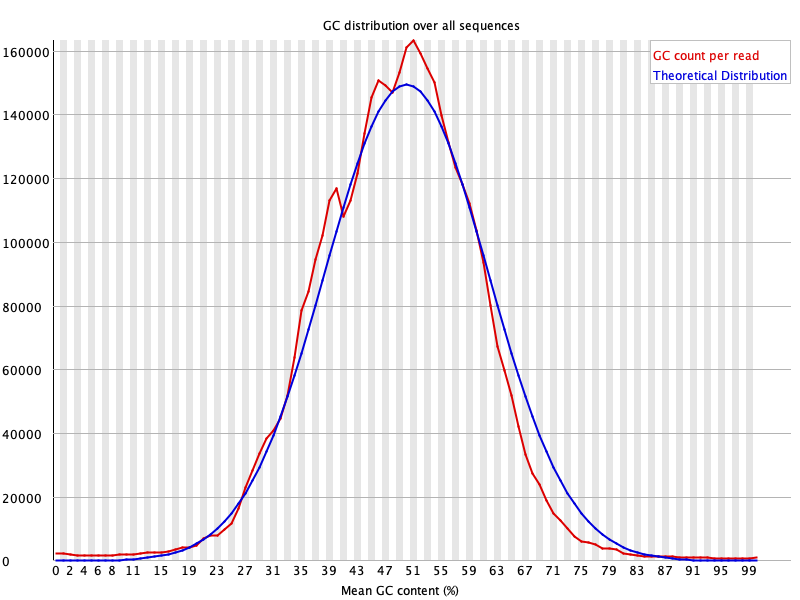 GC distribution over all sequences
GC count per read
Theoretical Distribution
160000
140000
120000
100000
80000
60000
40000
20000
0
0 2 4 6 8 11 15 19 23 27 31 35 39 43 47 51 55 59 63 67 71 75 79 83 87 91 95 99
Mean GC content (%)